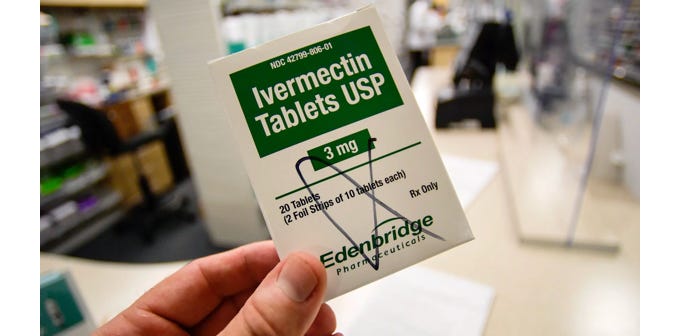 NDC 42799-806-01
Ivermectin
Tablets USP
3 mg
20 Tablets
(2 Foil Strips of 10 tablets each)
Rx Only
Edenbridge
Pharmaceuticals